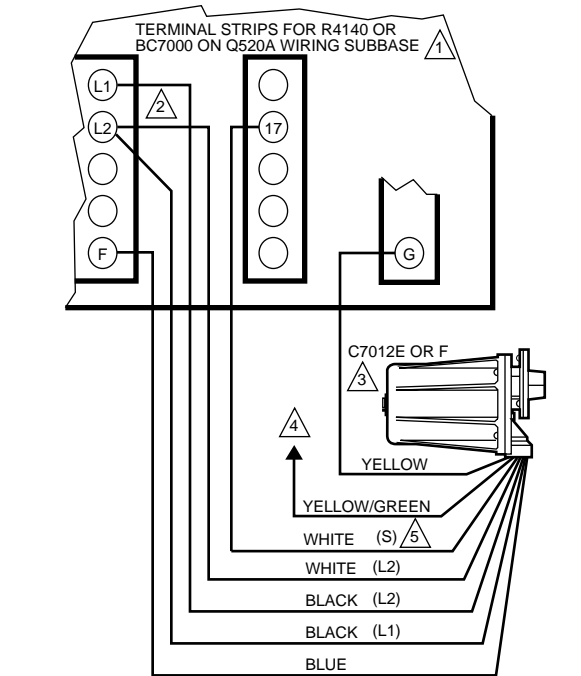 TERMINAL STRIPS FOR R4140 OR
BC7000 ON Q520A WIRING SUBBASE 1
L1
2
L2
17
F
G
C7012E OR F
3
4
YELLOW
YELLOW/GREEN
WHITE (S) 5
WHITE (L2)
BLACK (L2)
BLACK (L1)
BLUE